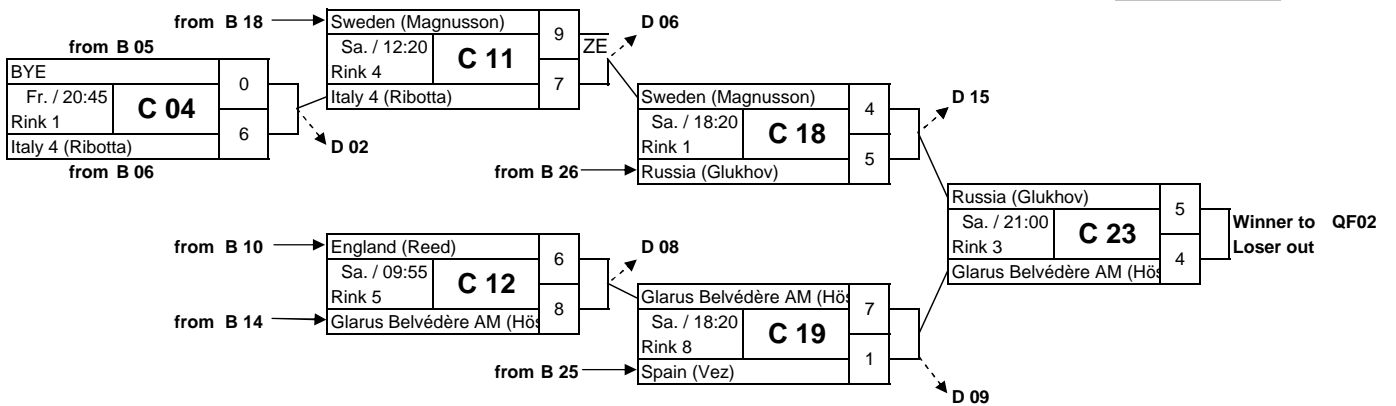 from B 18
Sweden (Magnusson)
9
ZE
D 06
Sa. / 12:20
Rink 4
C 11
7
Italy 4 (Ribotta)
from B 05
BYE
0
Fr. / 20:45
Rink 1
C 04
6
Italy 4 (Ribotta)
from B 06
D 02
Sweden (Magnusson)
4
D 15
Sa. / 18:20
Rink 1
C 18
5
from B 26
Russia (Glukhov)
Russia (Glukhov)
5
Sa. / 21:00
Rink 3
C 23
4
Glarus Belvédère AM (Hös
Winner to QF02
Loser out
from B 10
England (Reed)
6
D 08
Sa. / 09:55
Rink 5
C 12
8
from B 14
Glarus Belvédère AM (Hös
Glarus Belvédère AM (Hös
7
Sa. / 18:20
Rink 8
C 19
1
from B 25
Spain (Vez)
D 09